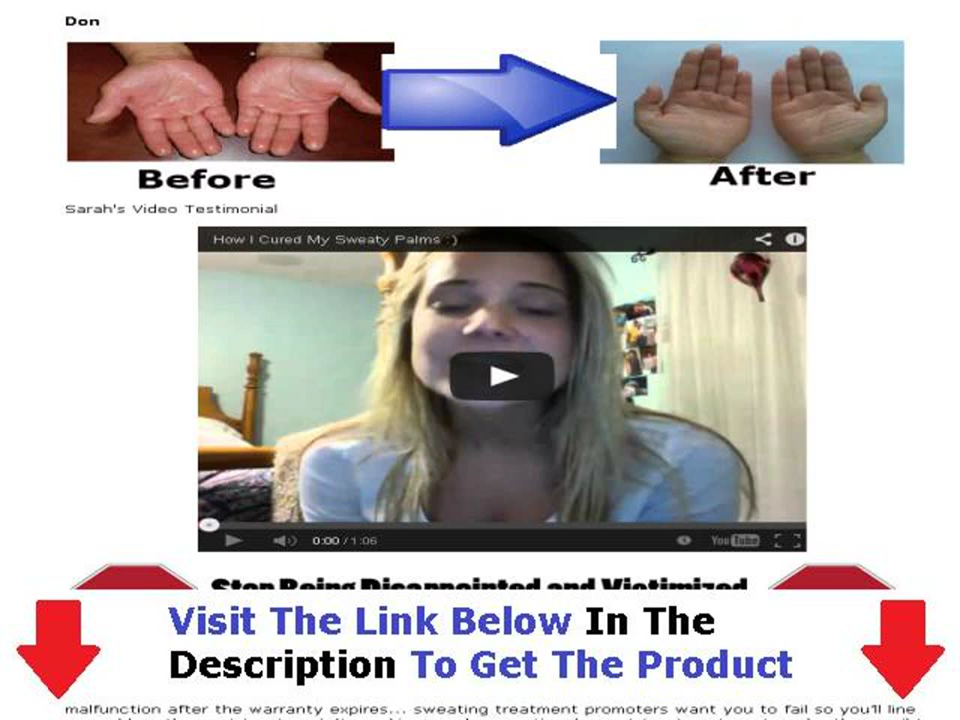 Don
Before
After
Sarah's Video Testimonial
How I Cured My Sweaty Palms :)
0:00 / 1:06
YouTube
Stop Being Disappointed and Victimized
Visit The Link Below In The
Description To Get The Product
malfunction after the warranty expires... sweating treatment promoters want you to fail so you'll line